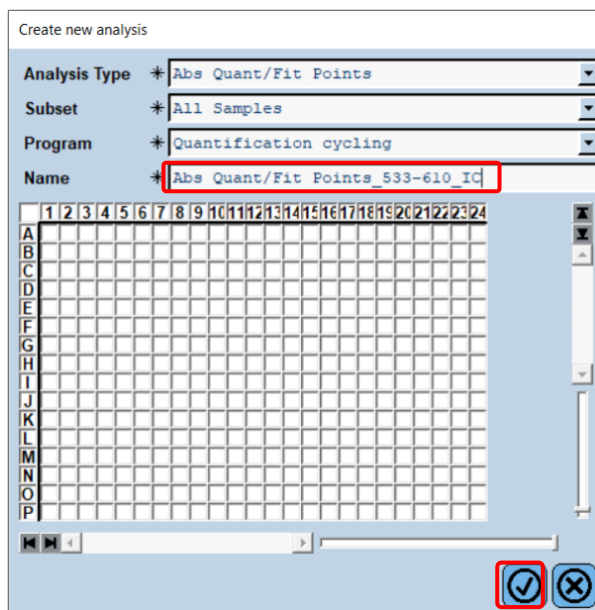 Create new analysis
Analysis Type * Abs Quant/Fit Points
Subset * All Samples
Program * Quantification cycling
Name * Abs Quant/Fit Points_533-610_IC
1 2 3 4 5 6 7 8 9 10 11 12 13 14 15 16 17 18 19 20 21 22 23 24
A
B
C
D
E
F
G
H
I
J
K
L
M
N
O
P